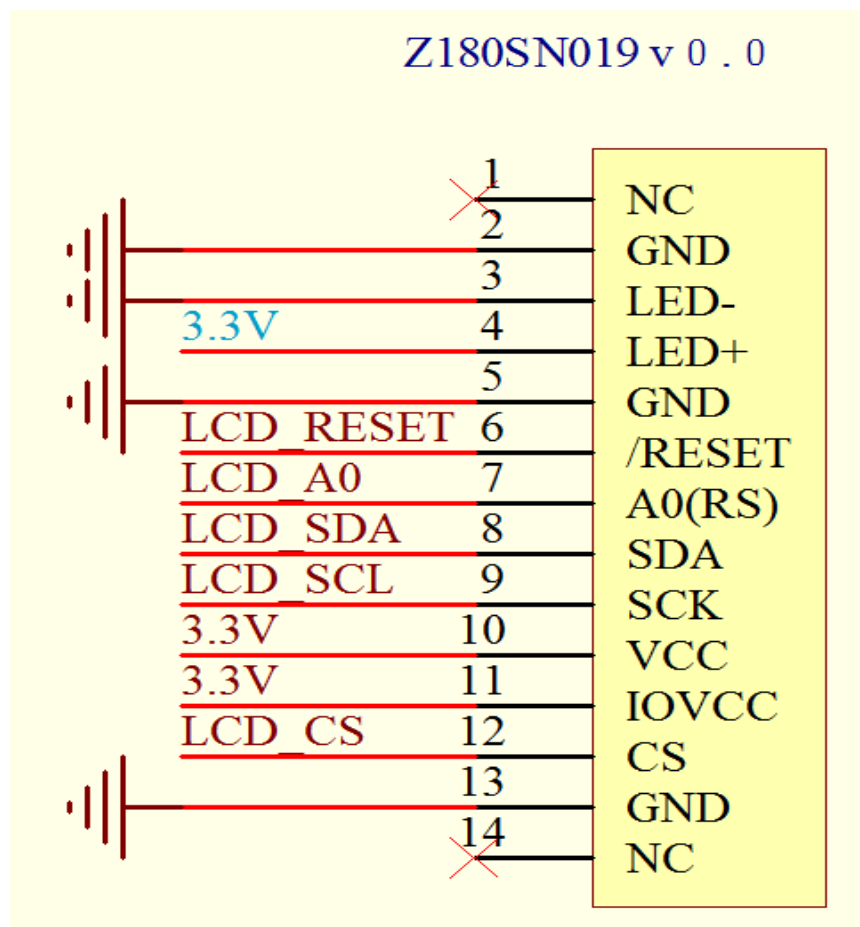 Z180SN019 v 0 . 0
1 NC
2 GND
3 LED-
3.3V 4 LED+
5 GND
LCD_RESET 6 /RESET
LCD_A0 7 A0(RS)
LCD_SDA 8 SDA
LCD_SCL 9 SCK
3.3V 10 VCC
3.3V 11 IOVCC
LCD_CS 12 CS
13 GND
14 NC